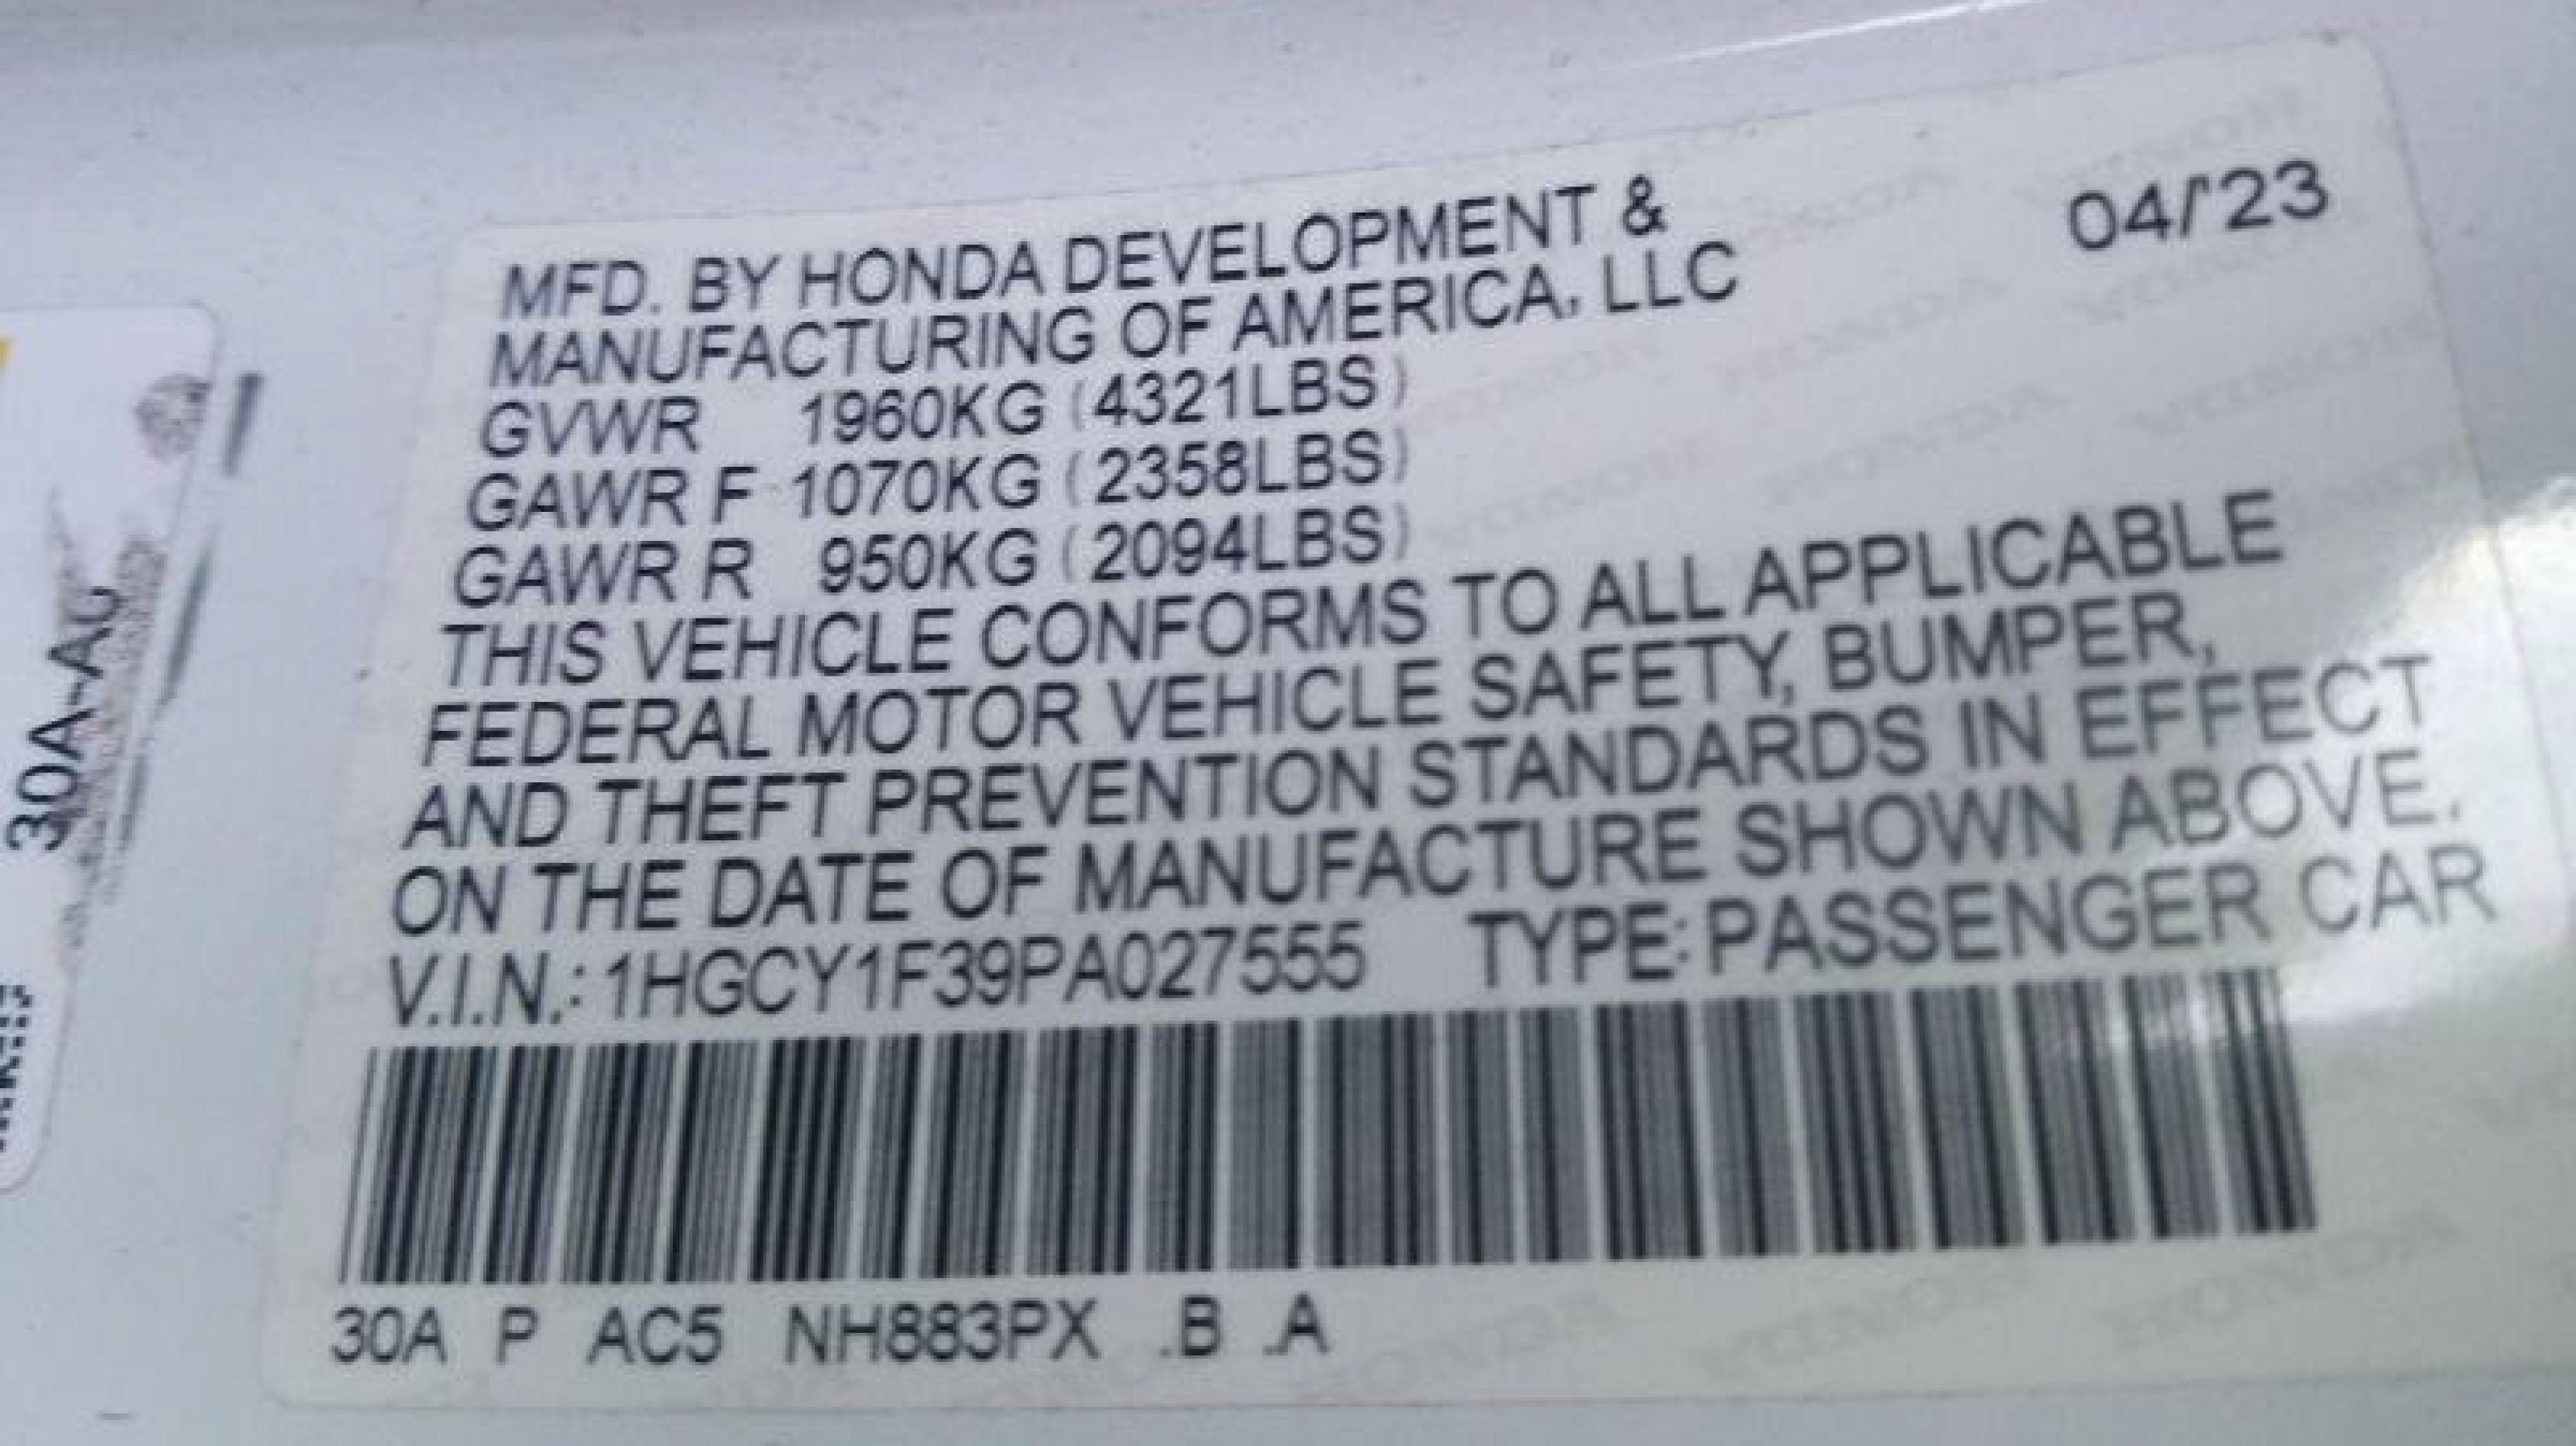 MFD. BY HONDA DEVELOPMENT &
MANUFACTURING OF AMERICA, LLC
04/'23
GVWR 1960KG (4321LBS)
GAWR F 1070KG (2358LBS)
GAWR R 950KG (2094LBS)
THIS VEHICLE CONFORMS TO ALL APPLICABLE
FEDERAL MOTOR VEHICLE SAFETY, BUMPER,
AND THEFT PREVENTION STANDARDS IN EFFECT
ON THE DATE OF MANUFACTURE SHOWN ABOVE.
V.I.N.: 1HGCY1F39PA027555 TYPE: PASSENGER CAR
30A P AC5 NH883PX .B .A